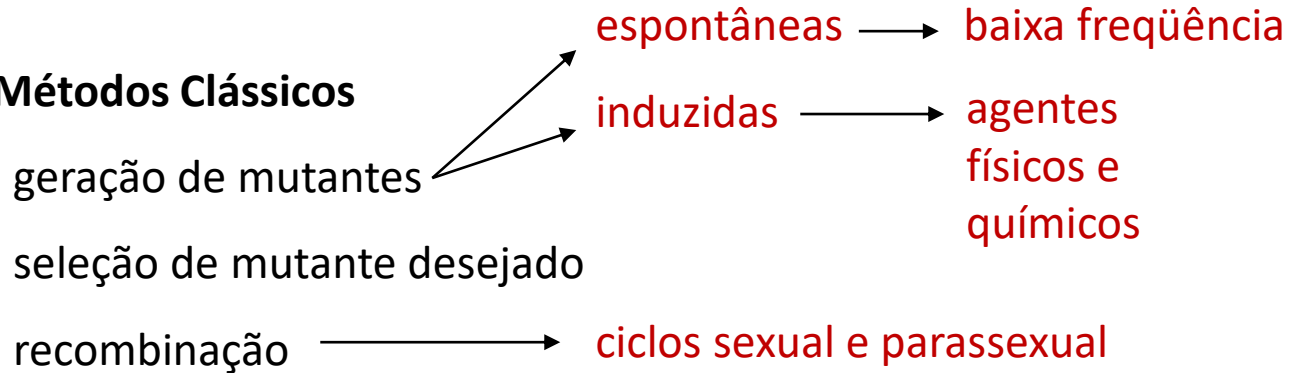 espontâneas baixa freqüência
Métodos Clássicos
induzidas agentes
físicos e
químicos
geração de mutantes
seleção de mutante desejado
recombinação ciclos sexual e parassexual